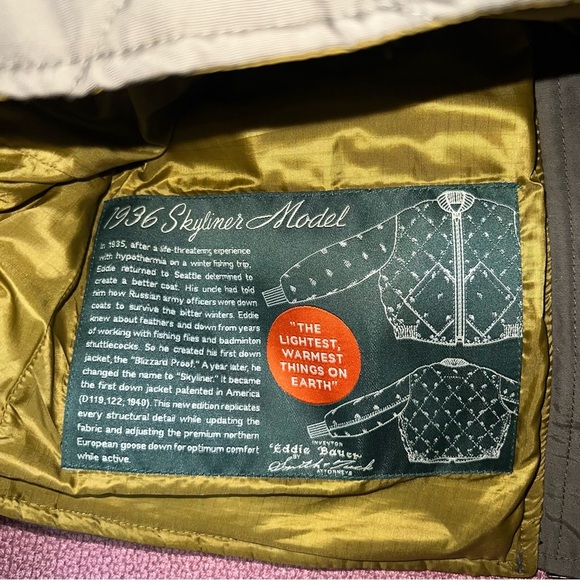 1936 Skyliner Model
In 1935, after a life-threatening experience
with hypothermia on a winter fishing trip,
Eddie returned to Seattle determined to
create a better coat. His uncle had told
him how Russian army officers wore down
coats to survive the bitter winters. Eddie
knew about feathers and down from years
of working with fishing flies and badminton
shuttlecocks. So he created his first down
jacket, the "Blizzard Proof." A year later, he
changed the name to "Skyliner." It became
the first down jacket patented in America
(D119,122; 1940). This new edition replicates
every structural detail while updating the
fabric and adjusting the premium northern
European goose down for optimum comfort
while active.
"THE
LIGHTEST,
WARMEST
THINGS ON
EARTH"
INVENTOR
Eddie Bauer
BY
ATTORNEYS